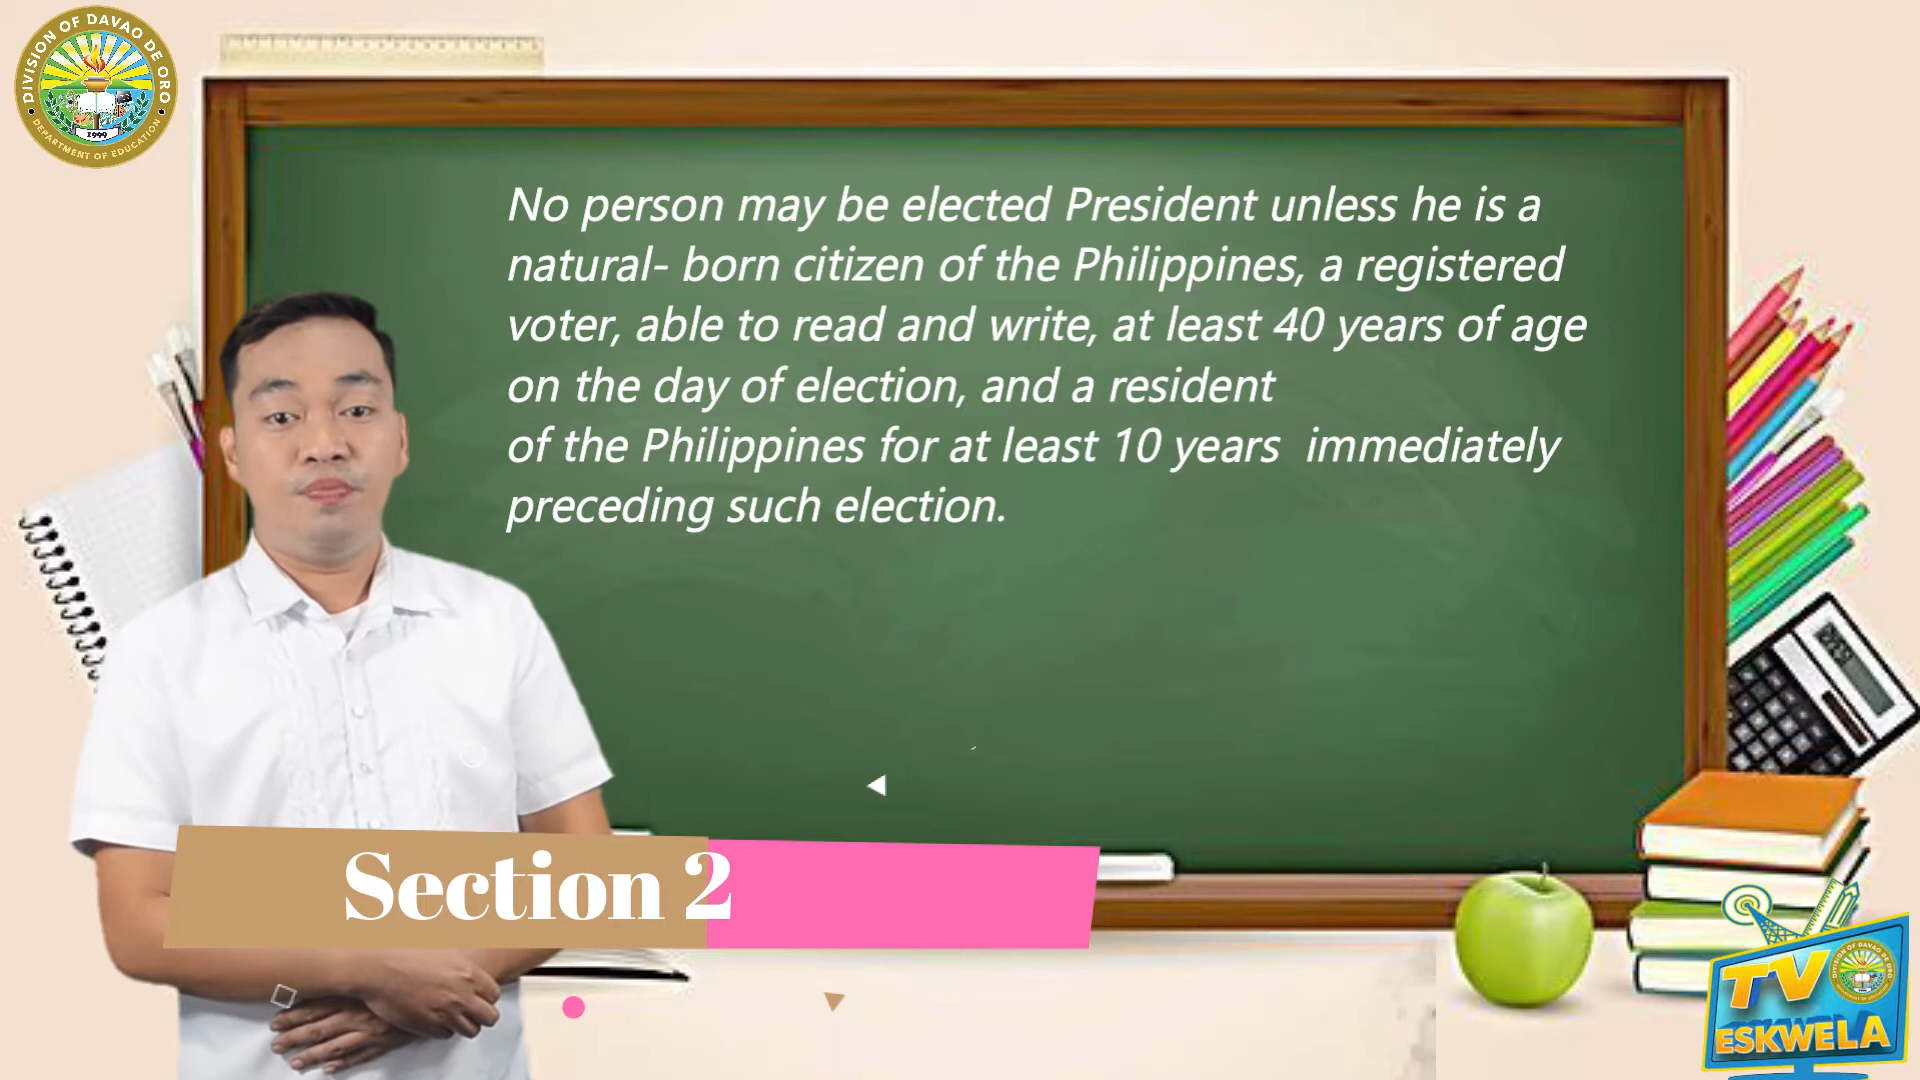 DIVISION OF DAVAO DE ORO
1999
DEPARTMENT OF EDUCATION
No person may be elected President unless he is a
natural- born citizen of the Philippines, a registered
voter, able to read and write, at least 40 years of age
on the day of election, and a resident
of the Philippines for at least 10 years  immediately
preceding such election.
Section 2
TV
ESKWELA